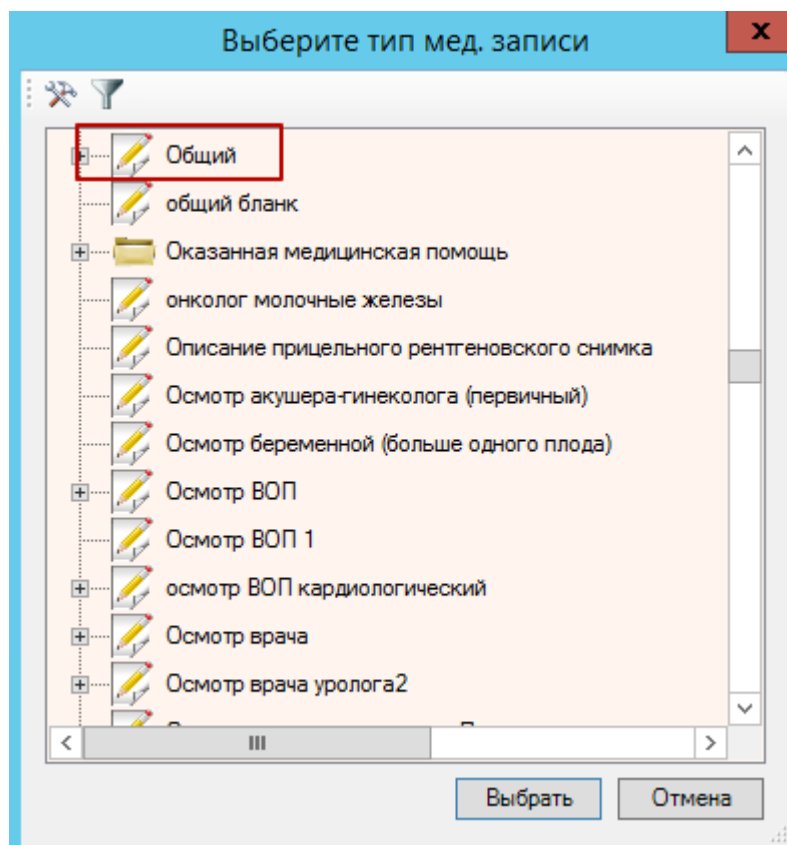 Выберите тип мед. записи
Общий
общий бланк
Оказанная медицинская помощь
онколог молочные железы
Описание прицельного рентгеновского снимка
Осмотр акушера-гинеколога (первичный)
Осмотр беременной (больше одного плода)
Осмотр ВОП
Осмотр ВОП 1
осмотр ВОП кардиологический
Осмотр врача
Осмотр врача уролога2
Выбрать Отмена